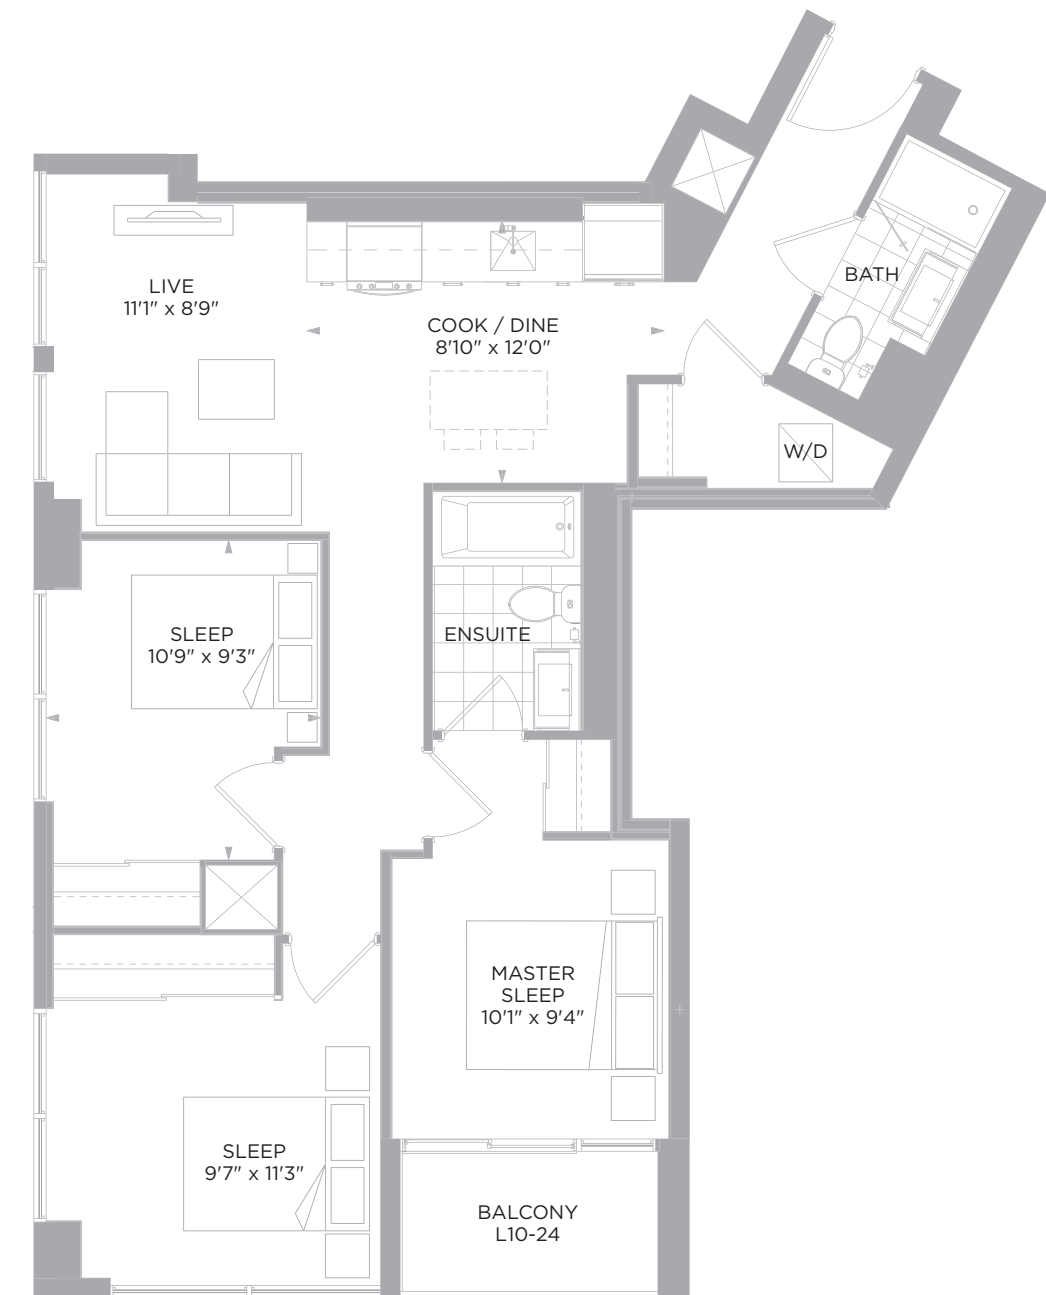 BATH
LIVE
11'1" x 8'9"
COOK / DINE
8'10" x 12'0"
W/D
SLEEP
10'9" x 9'3"
ENSUITE
MASTER
SLEEP
10'1" x 9'4"
SLEEP
9'7" x 11'3"
BALCONY
L10-24